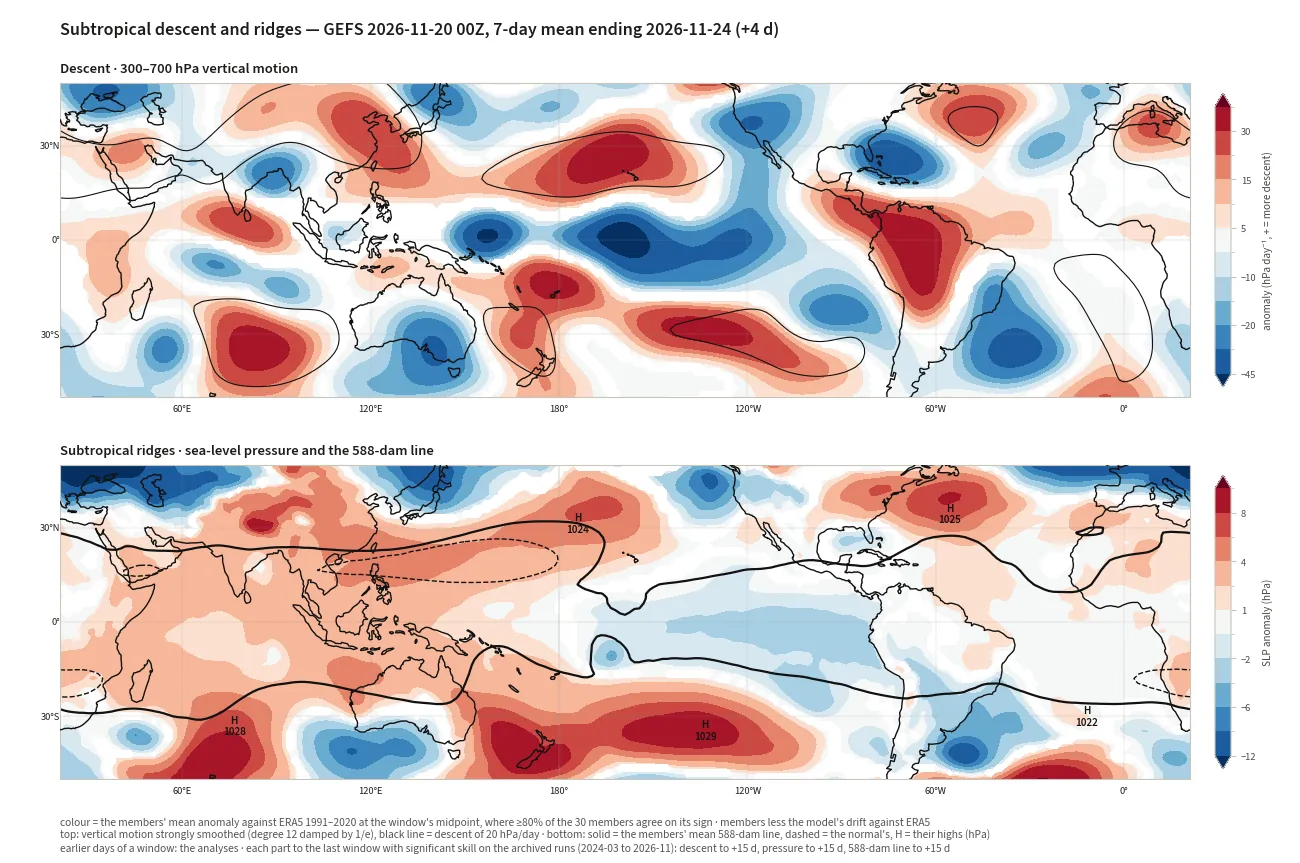 Subtropical descent and ridges — GEFS 2026-11-20 00Z, 7-day mean ending 2026-11-24 (+4 d)
Descent · 300–700 hPa vertical motion
30°N
0°
30°S
60°E
120°E
180°
120°W
60°W
0°
30
15
5
−10
−20
−45
anomaly (hPa day⁻¹, + = more descent)
Subtropical ridges · sea-level pressure and the 588-dam line
30°N
0°
30°S
H
1024
H
1025
H
1028
H
1029
H
1022
60°E
120°E
180°
120°W
60°W
0°
8
4
1
−2
−6
−12
SLP anomaly (hPa)
colour = the members' mean anomaly against ERA5 1991–2020 at the window's midpoint, where ≥80% of the 30 members agree on its sign · members less the model's drift against ERA5
top: vertical motion strongly smoothed (degree 12 damped by 1/e), black line = descent of 20 hPa/day · bottom: solid = the members' mean 588-dam line, dashed = the normal's, H = their highs (hPa)
earlier days of a window: the analyses · each part to the last window with significant skill on the archived runs (2024-03 to 2026-11): descent to +15 d, pressure to +15 d, 588-dam line to +15 d